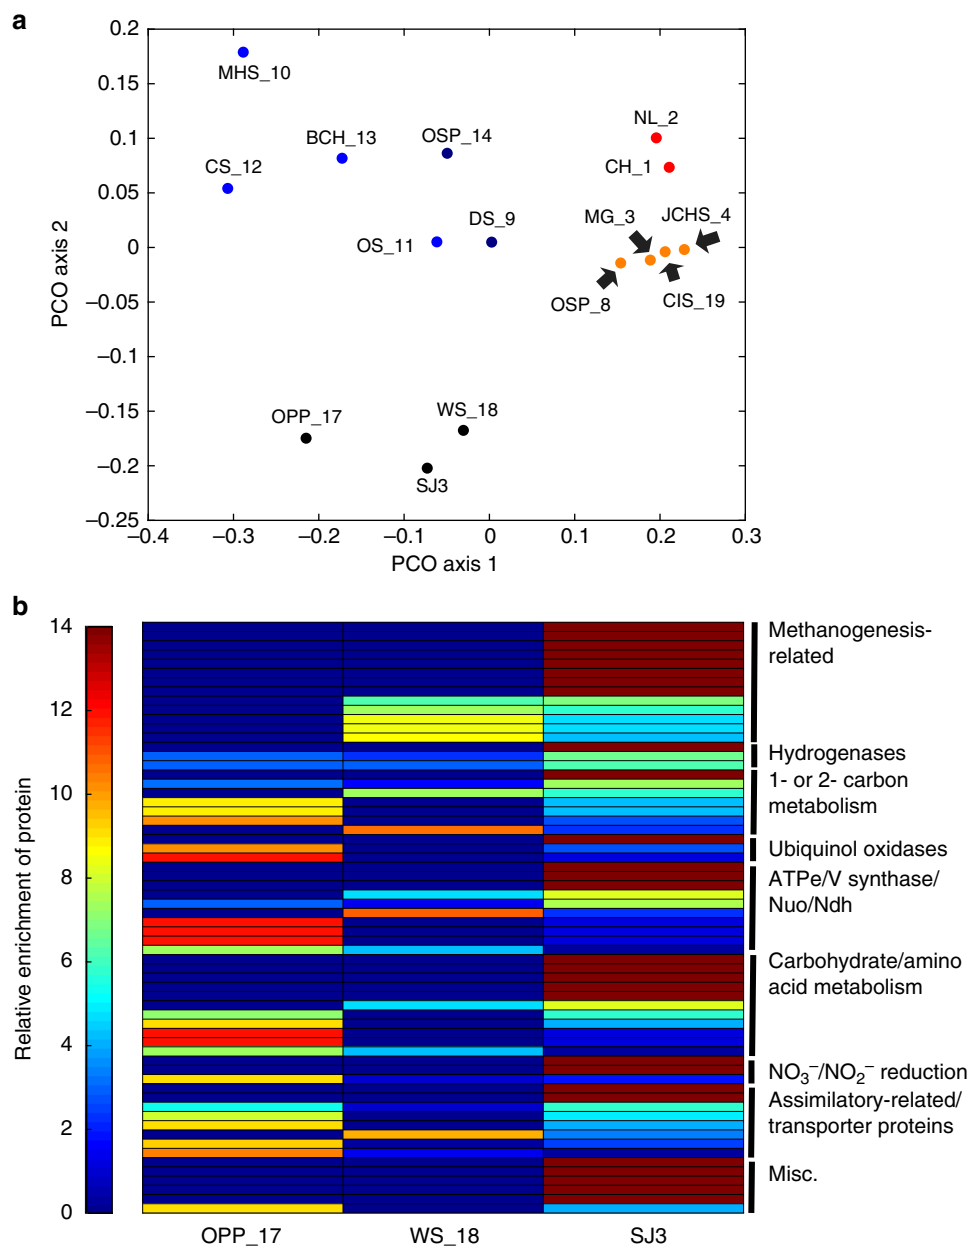 a
0.2
0.15
0.1
0.05
0
–0.05
–0.1
–0.15
–0.2
–0.25
PCO axis 2
MHS_10
BCH_13
OSP_14
NL_2
CS_12
CH_1
OS_11
DS_9
MG_3
JCHS_4
OSP_8
CIS_19
OPP_17
WS_18
SJ3
–0.4
–0.3
–0.2
–0.1
0
0.1
0.2
0.3
PCO axis 1
b
14
12
10
8
6
4
2
0
Relative enrichment of protein
Methanogenesis-
related
Hydrogenases
1- or 2- carbon
metabolism
Ubiquinol oxidases
ATPe/V synthase/
Nuo/Ndh
Carbohydrate/amino
acid metabolism
NO₃⁻/NO₂⁻ reduction
Assimilatory-related/
transporter proteins
Misc.
OPP_17
WS_18
SJ3